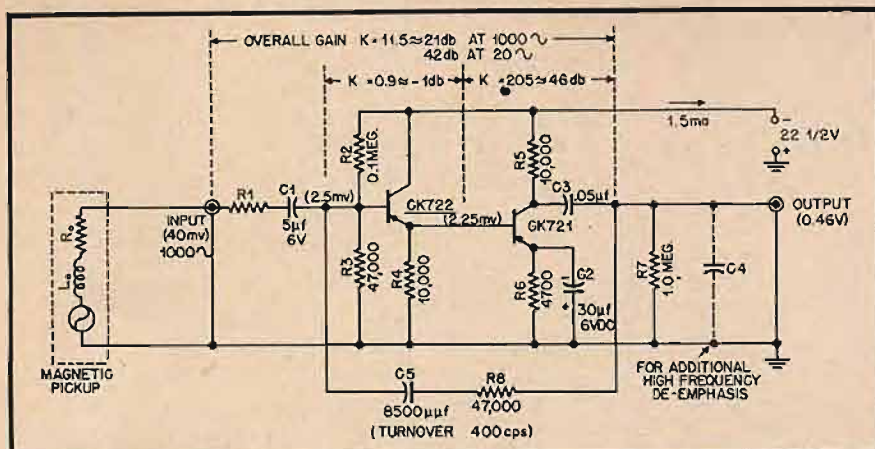 OVERALL GAIN K = 11.5 ≈ 21db AT 1000 ∿
42db AT 20 ∿
K = 0.9 ≈ -1db
K = 205 ≈ 46db
1.5ma
-
22 1/2V
+
R2
0.1 MEG.
R5
10,000
C3
.05µf
R1
C1
5µf
6V
(2.5mv)
CK722
(2.25mv)
CK721
INPUT
(40mv)
1000 ∿
OUTPUT
(0.46V)
Ro
Lo
R3
47,000
R4
10,000
R6
4700
C2
+
30µf
6VDC
R7
1.0 MEG.
C4
MAGNETIC
PICKUP
C5
8500µµf
R8
47,000
(TURNOVER 400cps)
FOR ADDITIONAL
HIGH FREQUENCY
DE-EMPHASIS